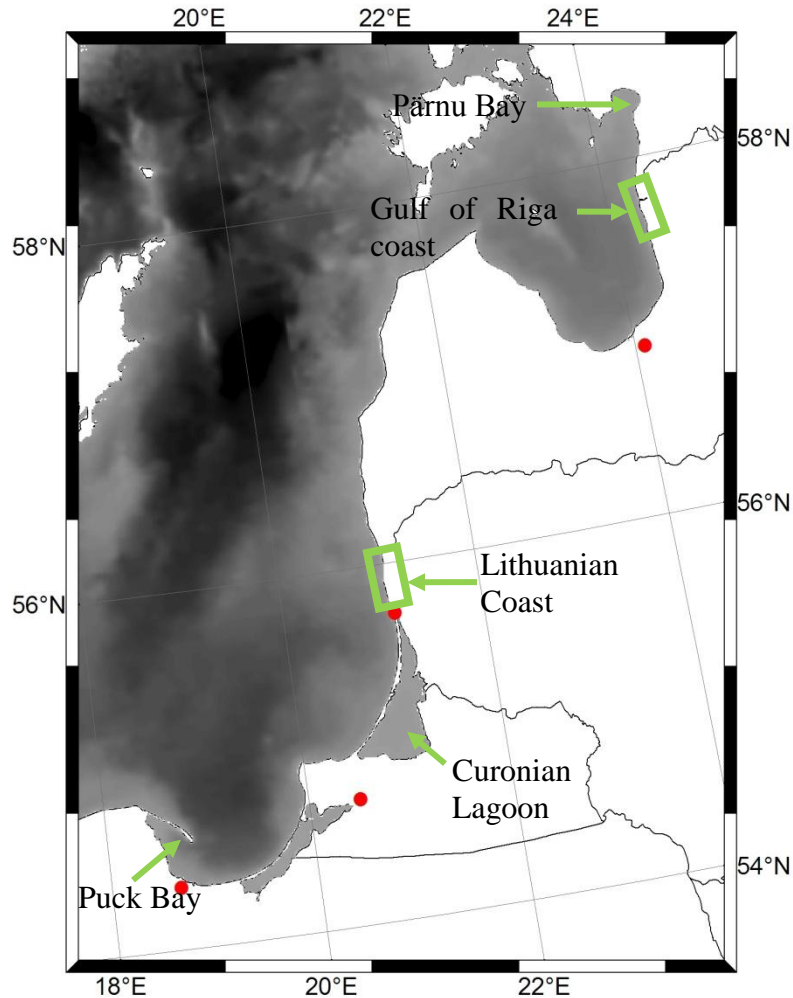 20°E 22°E 24°E
Pärnu Bay
58°N
Gulf of Riga
coast
58°N
56°N
Lithuanian
Coast
56°N
Curonian
Lagoon
54°N
Puck Bay
18°E 20°E 22°E